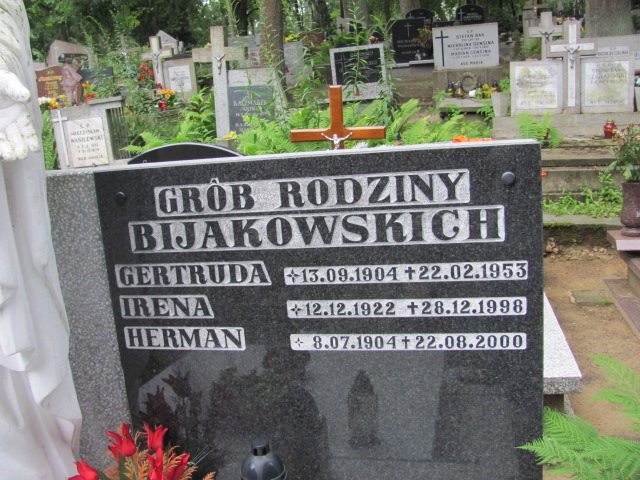 GRÔB RODZINY
BIJAKOWSKICH
GERTRUDA ✧13.09.1904 ✝22.02.1953
IRENA ✧12.12.1922 ✝28.12.1998
HERMAN ✧8.07.1904 ✝22.08.2000